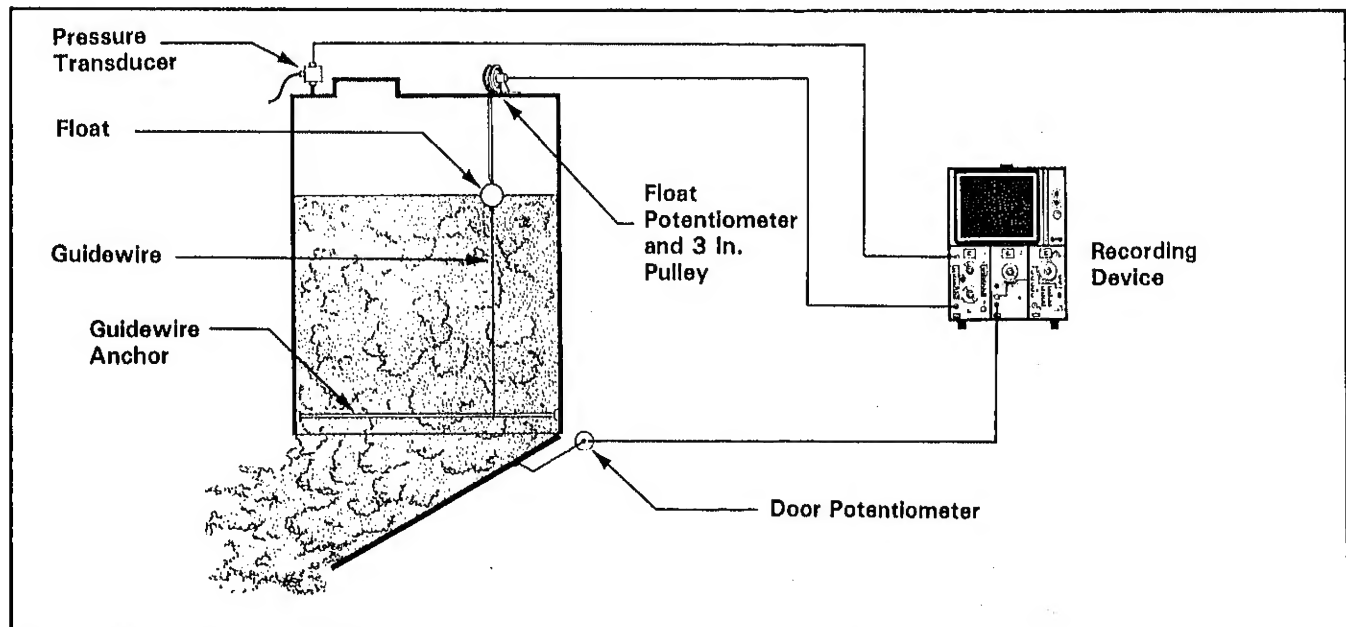 Pressure
Transducer
Float
Guidewire
Guidewire
Anchor
Float
Potentiometer
and 3 In.
Pulley
Recording
Device
Door Potentiometer